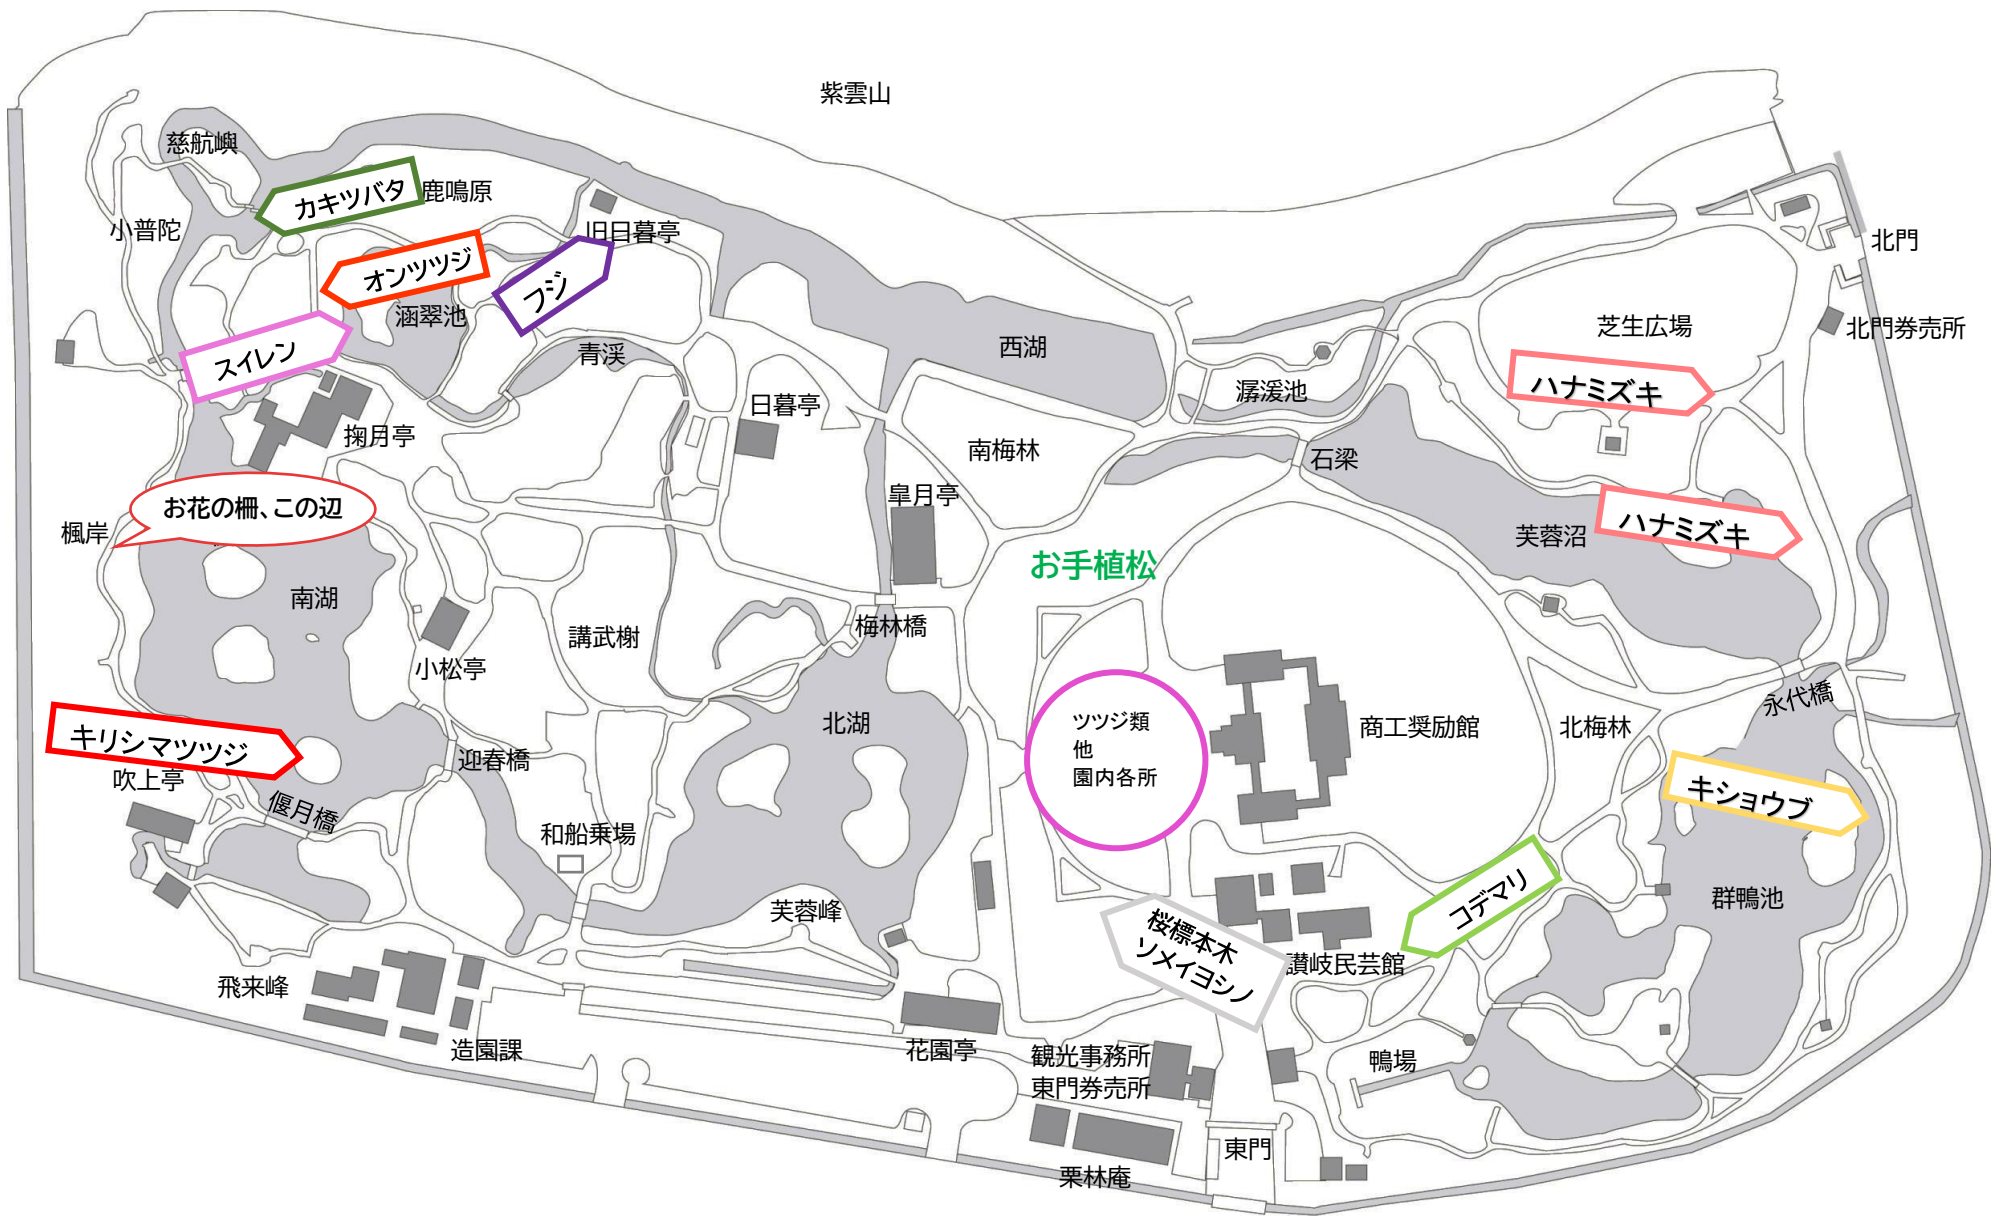 紫雲山
慈航嶼
カキツバタ
鹿鳴原
小普陀
旧日暮亭
北門
オンツツジ
フジ
涵翠池
芝生広場
北門券売所
スイレン
青渓
西湖
潺湲池
ハナミズキ
日暮亭
掬月亭
南梅林
石梁
皐月亭
お花の柵、この辺
楓岸
芙蓉沼
ハナミズキ
お手植松
南湖
講武榭
梅林橋
小松亭
永代橋
キリシマツツジ
迎春橋
北湖
ツツジ類
他
園内各所
商工奨励館
北梅林
吹上亭
偃月橋
キショウブ
和船乗場
コデマリ
群鴨池
芙蓉峰
桜標本木
ソメイヨシノ
讃岐民芸館
飛来峰
造園課
花園亭
観光事務所
東門券売所
鴨場
東門
栗林庵